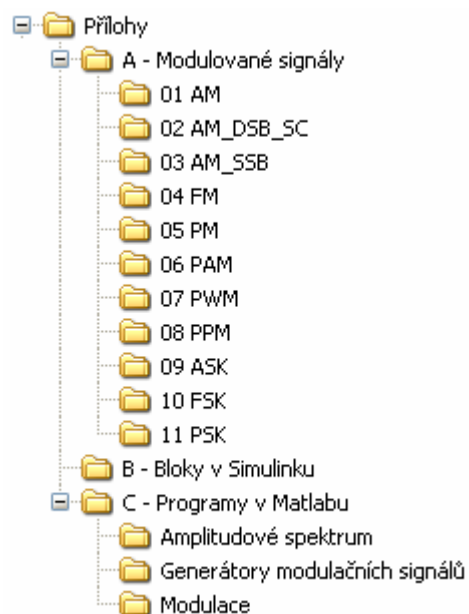 Přílohy
A - Modulované signály
01 AM
02 AM_DSB_SC
03 AM_SSB
04 FM
05 PM
06 PAM
07 PWM
08 PPM
09 ASK
10 FSK
11 PSK
B - Bloky v Simulinku
C - Programy v Matlabu
Amplitudové spektrum
Generátory modulačních signálů
Modulace